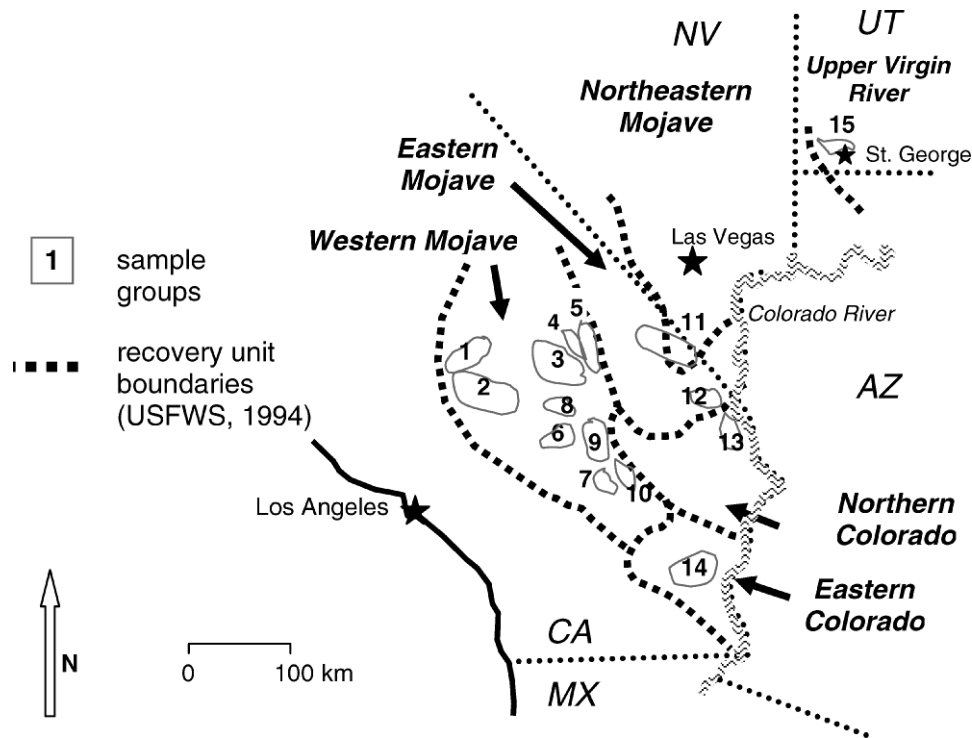 NV
UT
Northeastern
Mojave
Upper Virgin
River
15
St. George
Eastern
Mojave
Western Mojave
Las Vegas
1
sample
groups
recovery unit
boundaries
(USFWS, 1994)
Colorado River
AZ
5
4
11
1
3
2
12
8
6
9
13
7
10
Los Angeles
Northern
Colorado
14
Eastern
Colorado
N
0
100 km
CA
MX